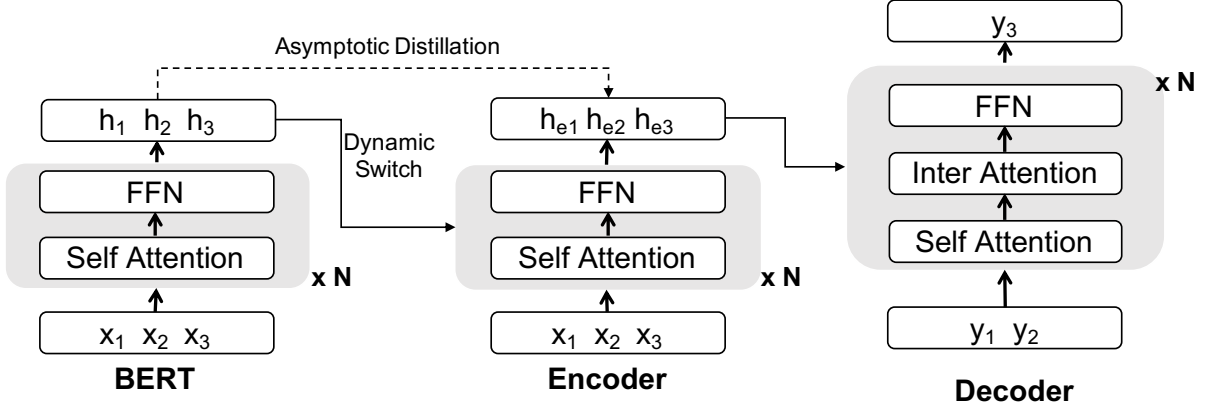 Asymptotic Distillation
h₁ h₂ h₃
Dynamic
Switch
FFN
Self Attention
x N
x₁ x₂ x₃
BERT
hₑ₁ hₑ₂ hₑ₃
FFN
Self Attention
x N
x₁ x₂ x₃
Encoder
y₃
x N
FFN
Inter Attention
Self Attention
y₁ y₂
Decoder